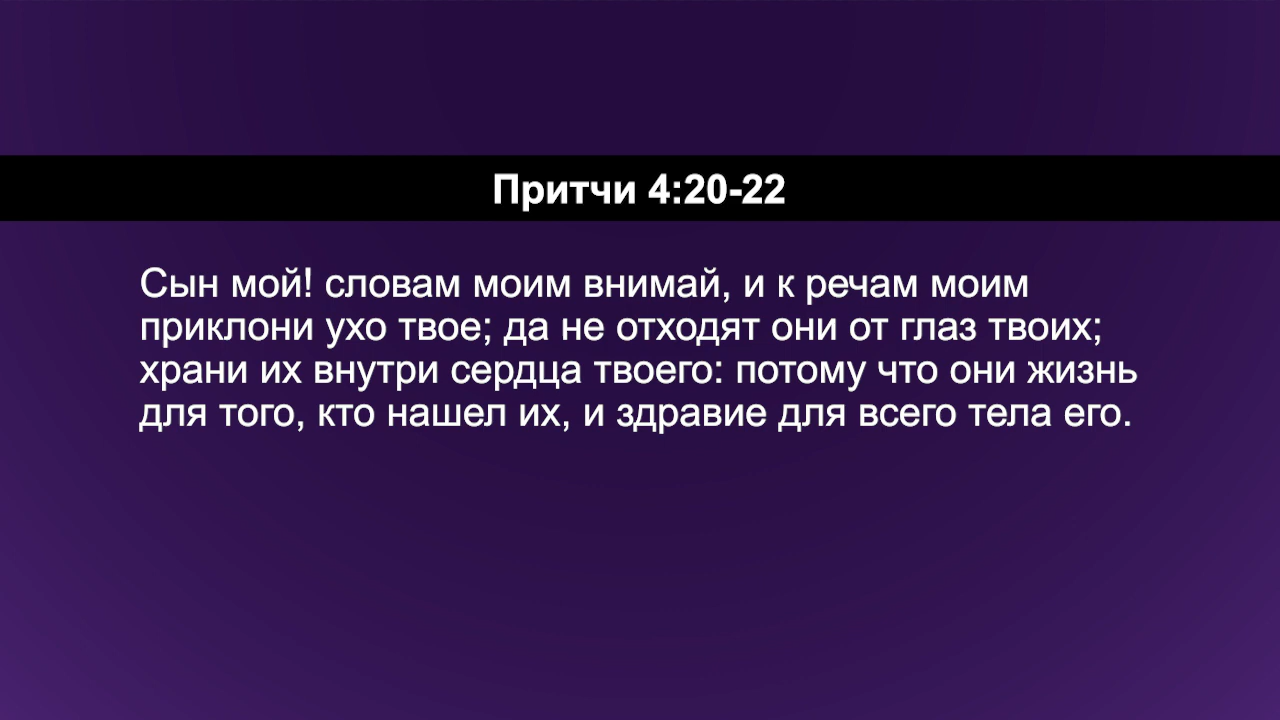 Притчи 4:20-22
Сын мой! словам моим внимай, и к речам моим
приклони ухо твое; да не отходят они от глаз твоих;
храни их внутри сердца твоего: потому что они жизнь
для того, кто нашел их, и здравие для всего тела его.